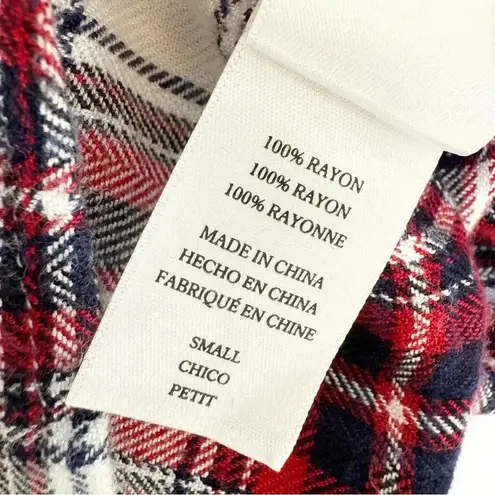 100% RAYON
100% RAYON
100% RAYONNE
MADE IN CHINA
HECHO EN CHINA
FABRIQUÉ EN CHINE
SMALL
CHICO
PETIT